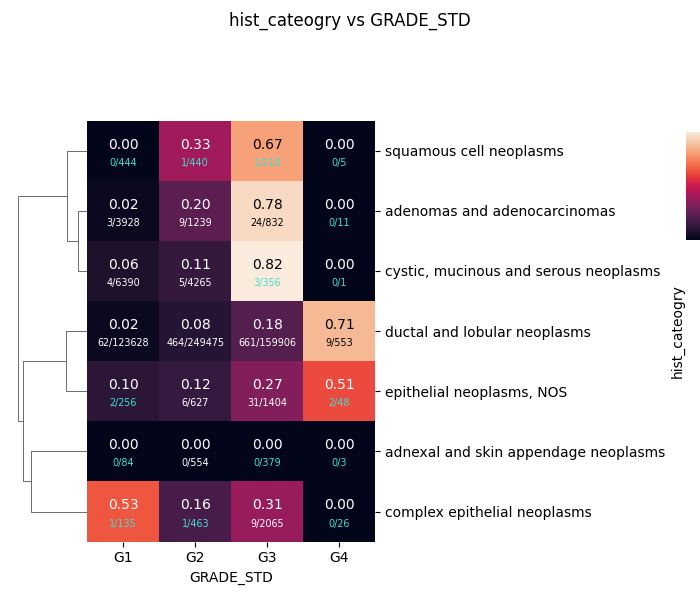 hist_cateogry vs GRADE_STD
0.00 0.33 0.67 0.00 squamous cell neoplasms
0/444 1/440 0/5
0.02 0.20 0.78 0.00 adenomas and adenocarcinomas
3/3928 9/1239 24/832 0/11
0.06 0.11 0.82 0.00 cystic, mucinous and serous neoplasms
4/6390 5/4265 3/356 0/1
0.02 0.08 0.18 0.71 ductal and lobular neoplasms
62/123628 464/249475 661/159906 9/553
0.10 0.12 0.27 0.51 epithelial neoplasms, NOS
2/256 6/627 31/1404 2/48
0.00 0.00 0.00 0.00 adnexal and skin appendage neoplasms
0/84 0/554 0/379 0/3
0.53 0.16 0.31 0.00 complex epithelial neoplasms
1/135 1/463 9/2065 0/26
G1 G2 G3 G4
GRADE_STD
hist_cateogry